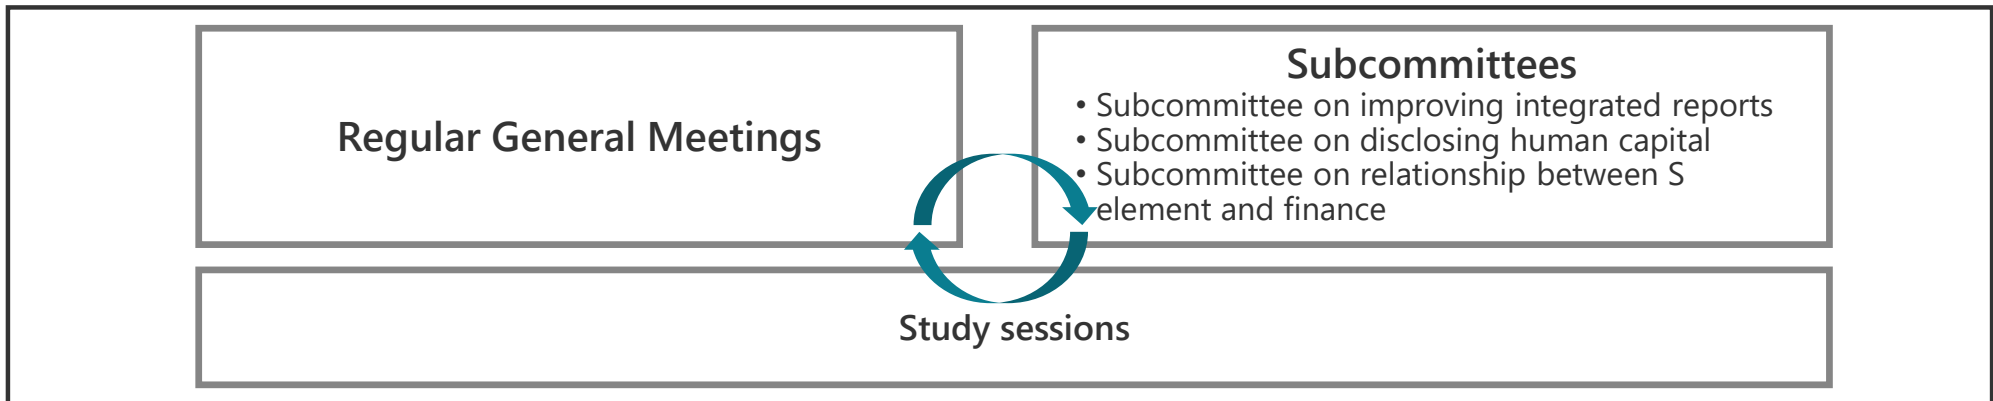 Regular General Meetings
Subcommittees
• Subcommittee on improving integrated reports
• Subcommittee on disclosing human capital
• Subcommittee on relationship between S
element and finance
Study sessions